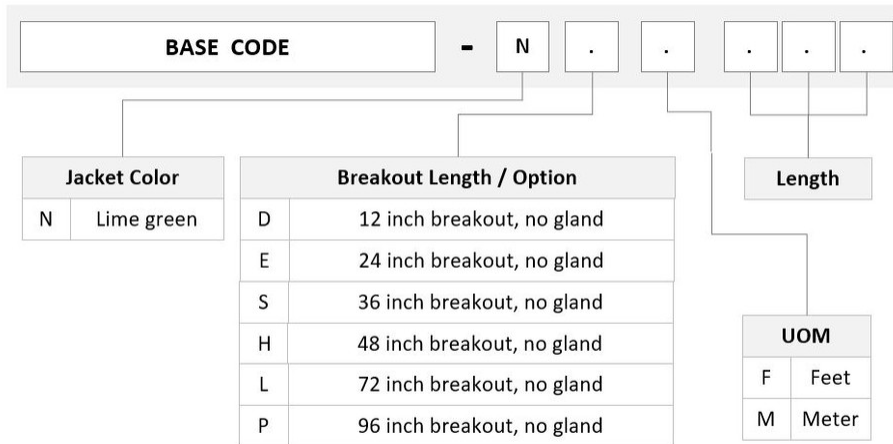 BASE CODE - N . . . . .
Jacket Color
N Lime green
Breakout Length / Option
D 12 inch breakout, no gland
E 24 inch breakout, no gland
S 36 inch breakout, no gland
H 48 inch breakout, no gland
L 72 inch breakout, no gland
P 96 inch breakout, no gland
Length
UOM
F Feet
M Meter